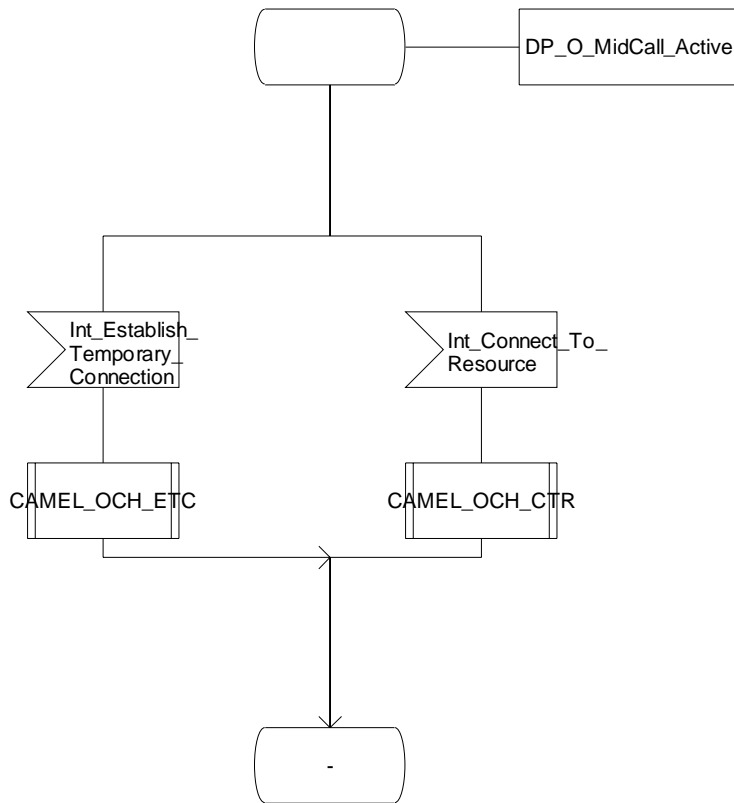 DP_O_MidCall_Active
Int_Establish_
Temporary_
Connection
Int_Connect_To_
Resource
CAMEL_OCH_ETC
CAMEL_OCH_CTR
-